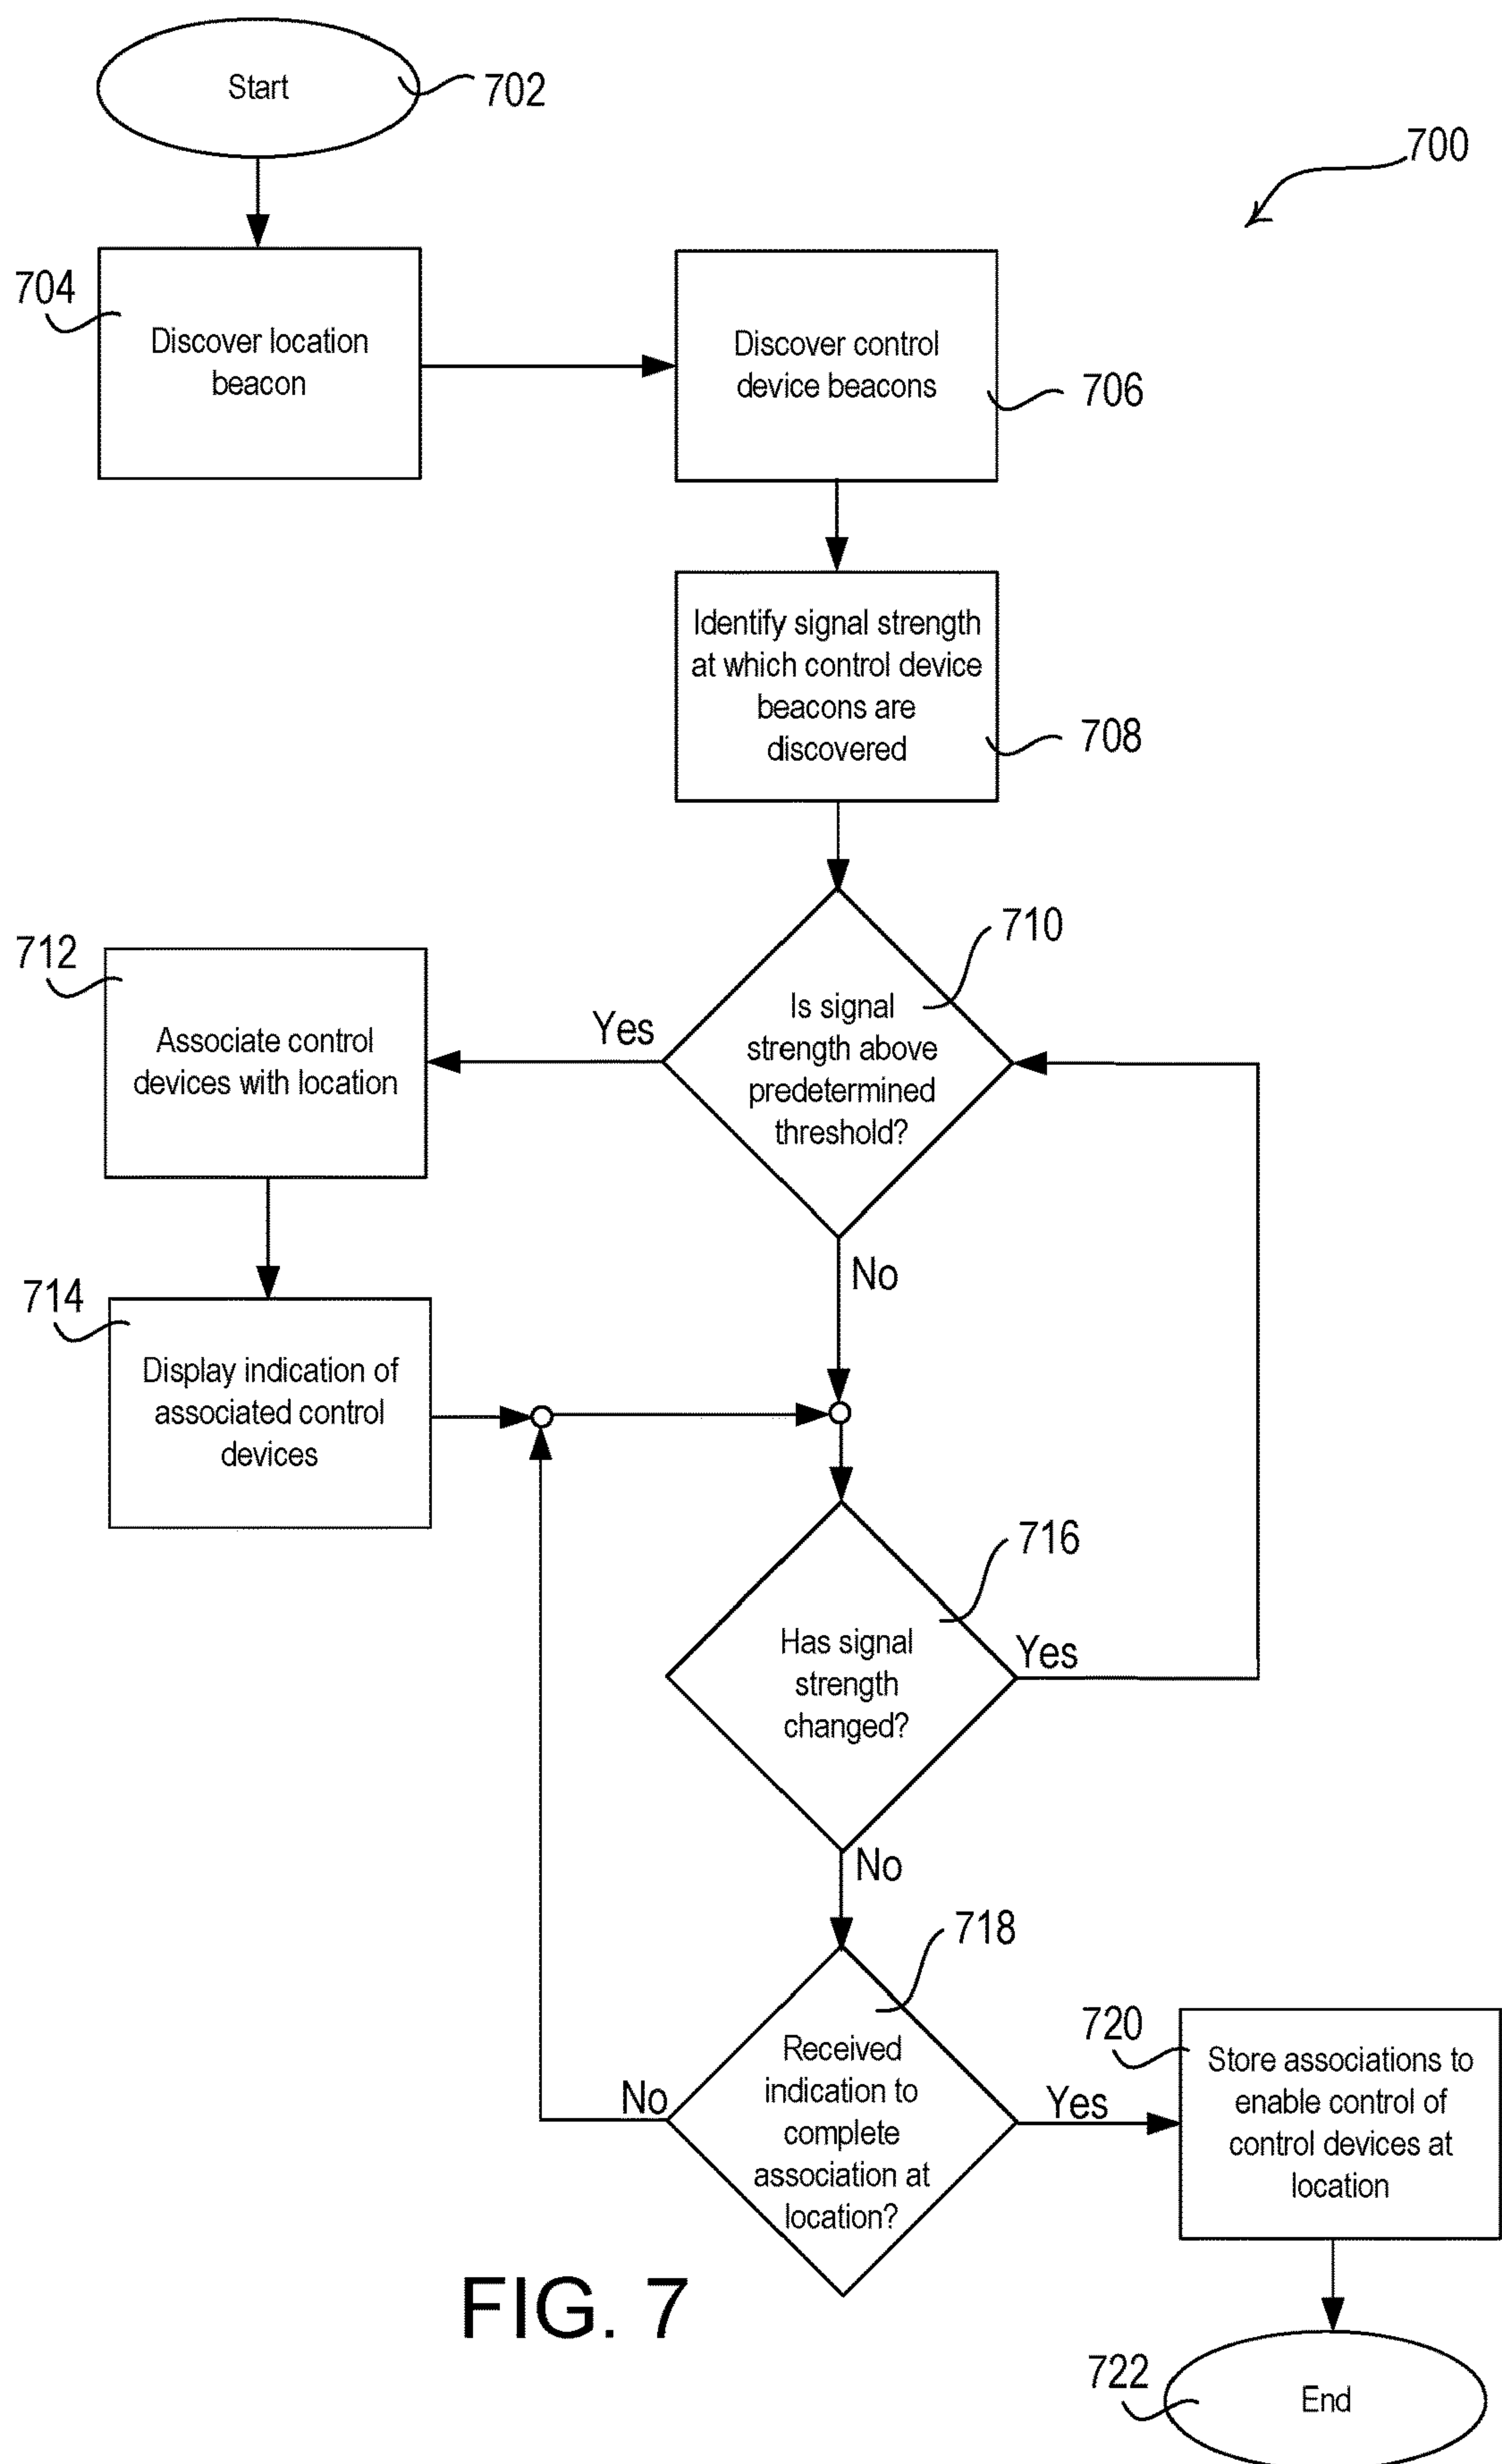 Start
702
700
704
Discover location
beacon
Discover control
device beacons
706
Identify signal strength
at which control device
beacons are
discovered
708
710
712
Yes
Is signal
strength above
predetermined
threshold?
Associate control
devices with location
No
714
Display indication of
associated control
devices
716
Has signal
strength
changed?
Yes
No
718
720
Received
indication to
complete
association at
location?
No
Yes
Store associations to
enable control of
control devices at
location
FIG. 7
722
End